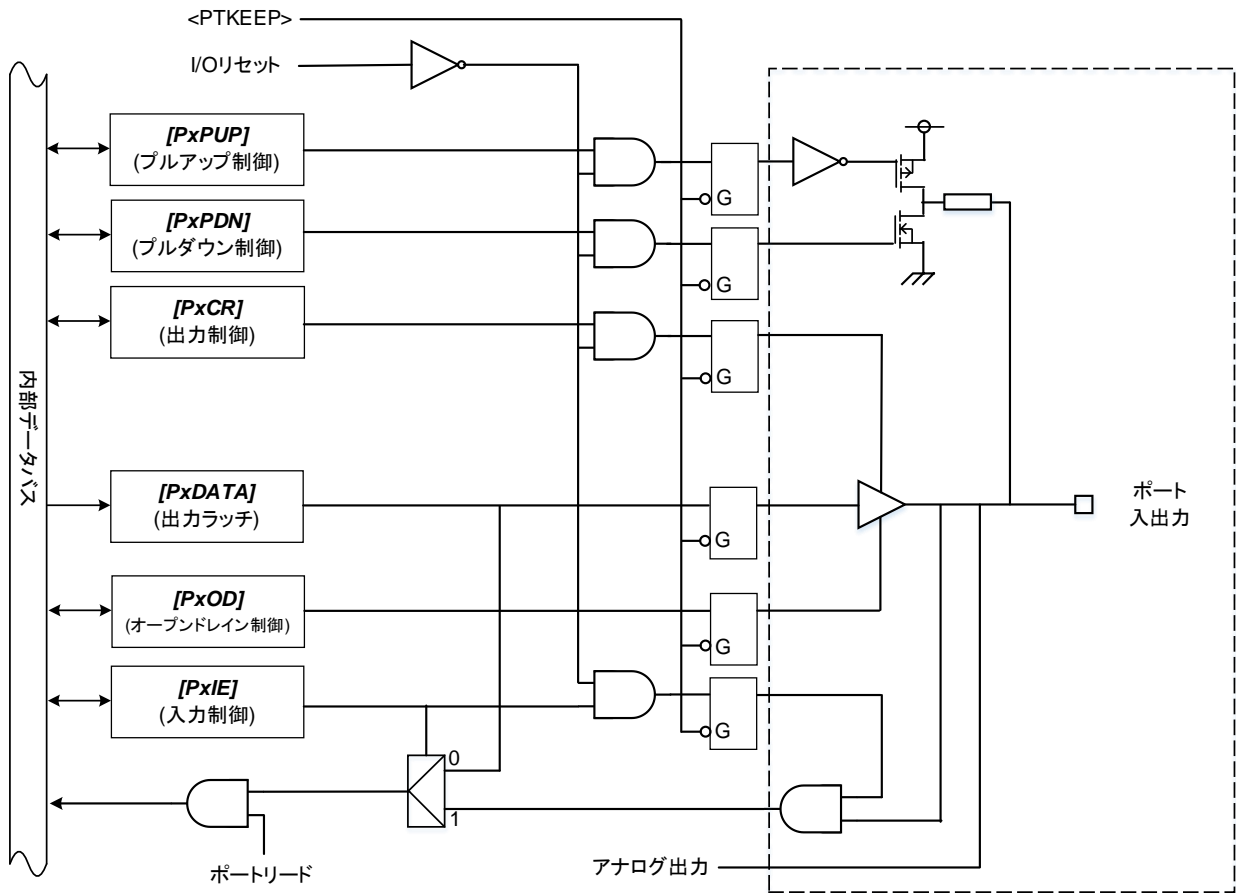 <PTKEEP>
I/Oリセット
[PxPUP]
(プルアップ制御)
G
[PxPDN]
(プルダウン制御)
G
[PxCR]
(出力制御)
G
内部データバス
[PxDATA]
(出力ラッチ)
G
ポート
入出力
[PxOD]
(オープンドレイン制御)
G
[PxIE]
(入力制御)
G
0
1
ポートリード
アナログ出力